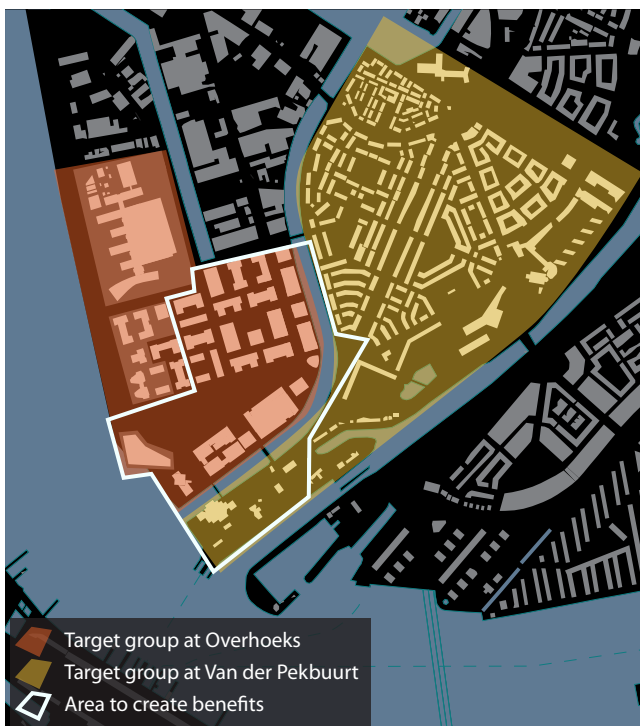 Target group at Overhoeks
Target group at Van der Pekbuurt
Area to create benefits